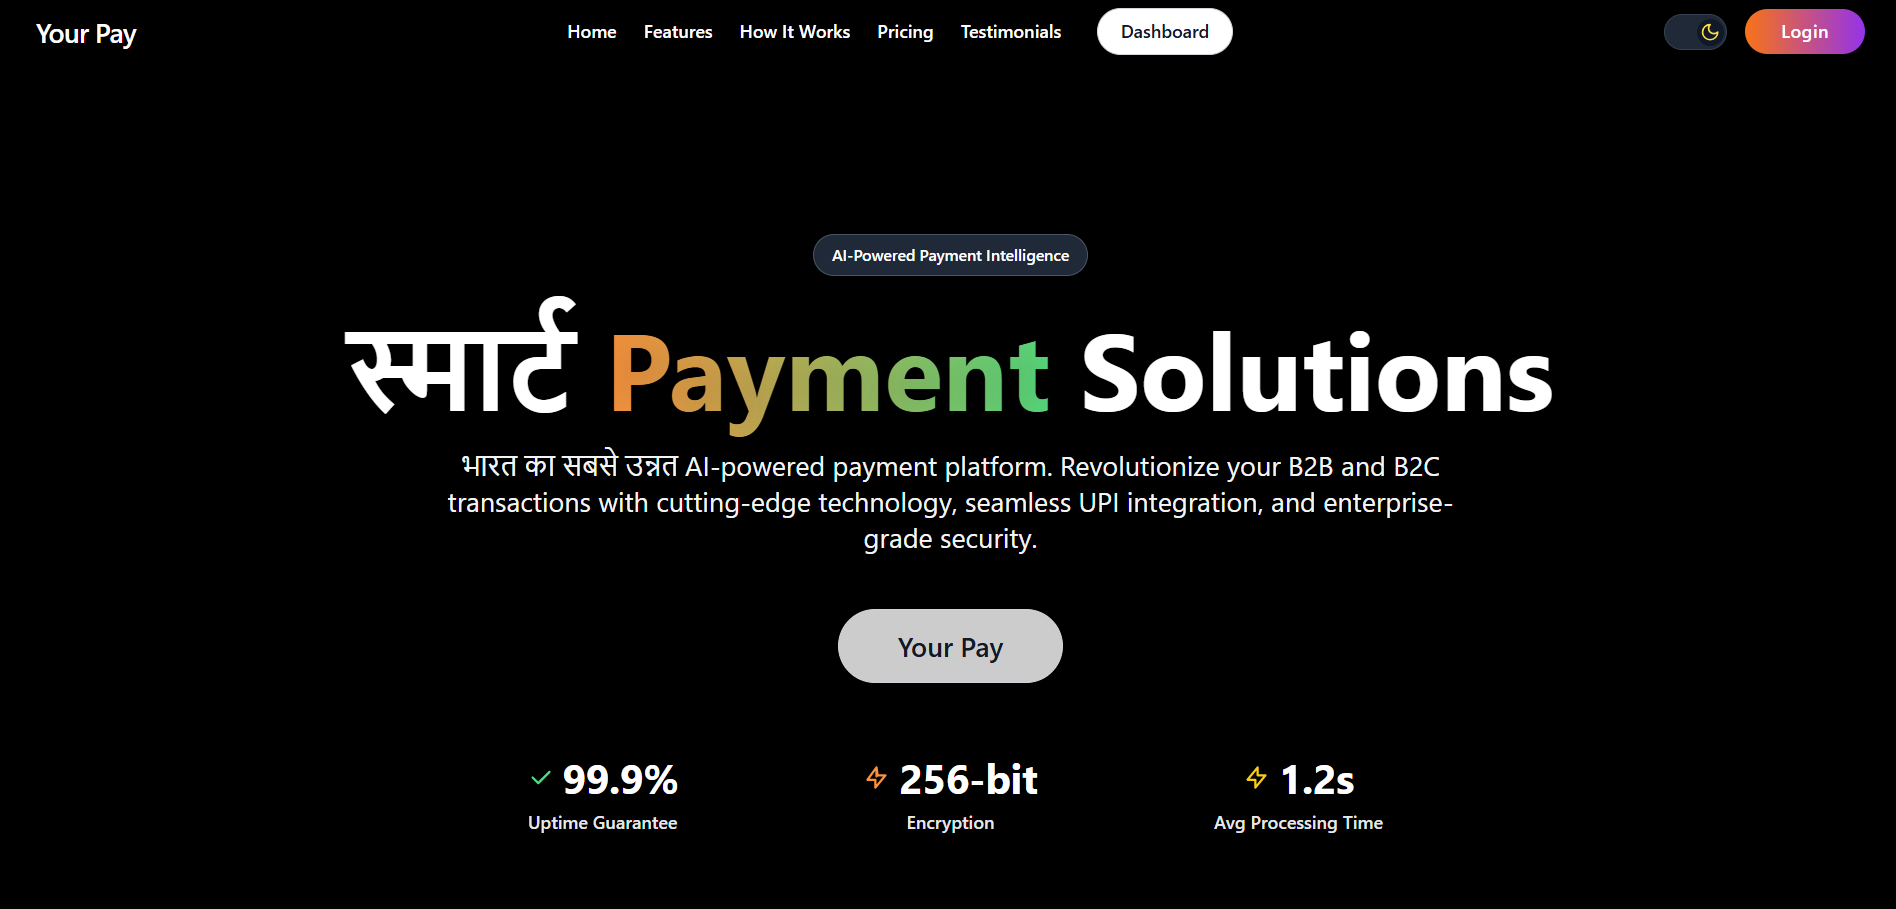 Your Pay
Home
Features
How It Works
Pricing
Testimonials
Dashboard
Login
AI-Powered Payment Intelligence
स्मार्ट Payment Solutions
भारत का सबसे उन्नत AI-powered payment platform. Revolutionize your B2B and B2C
transactions with cutting-edge technology, seamless UPI integration, and enterprise-
grade security.
Your Pay
99.9%
Uptime Guarantee
256-bit
Encryption
1.2s
Avg Processing Time